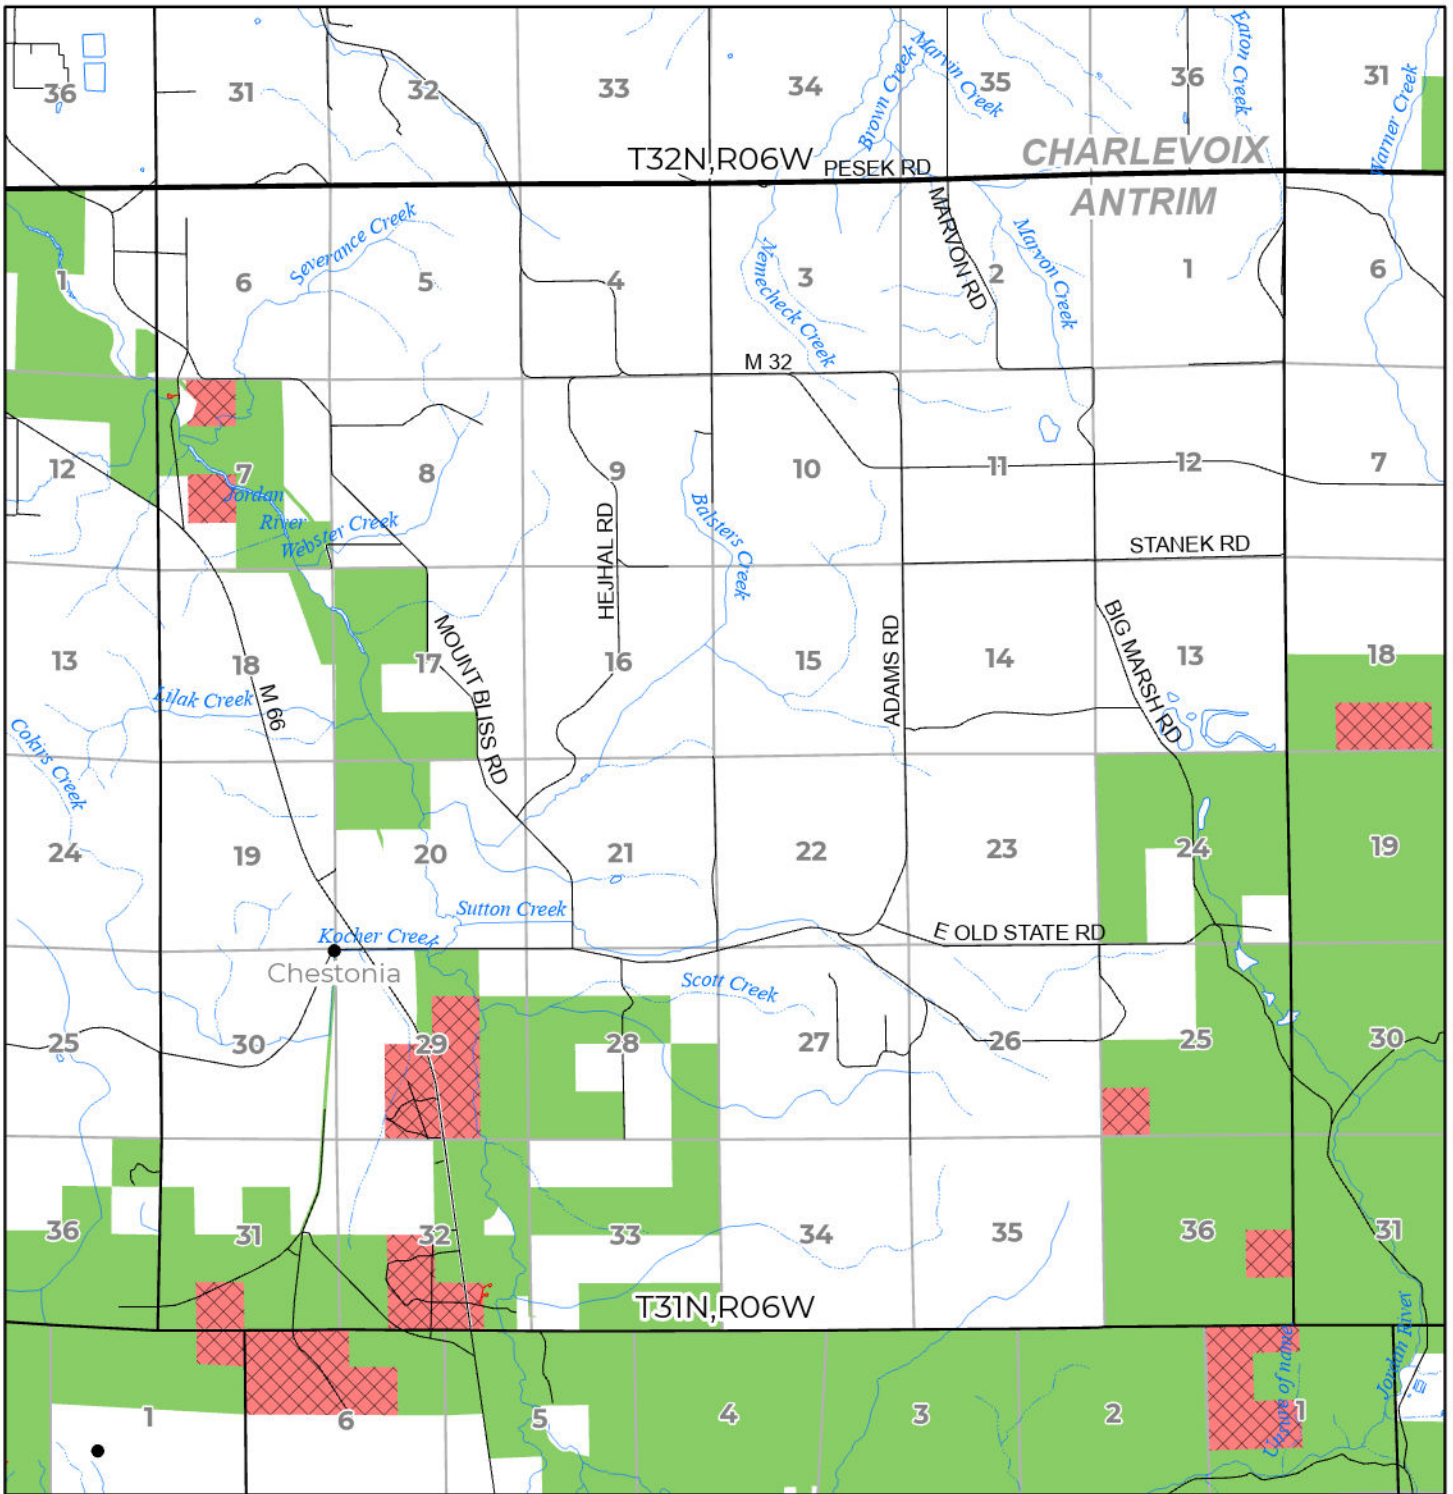 36
31
32
33
34
35
36
31
Brown Creek
Marvin Creek
Eaton Creek
Warner Creek
T32N,R06W
PESEK RD
CHARLEVOIX
ANTRIM
1
6
Severance Creek
5
4
Nemecheck Creek
3
MARVON RD
2
Marvon Creek
1
6
M 32
12
7
8
9
10
11
12
7
Jordan
River
Webster Creek
HEJHAL RD
Balsters Creek
STANEK RD
13
18
17
16
15
14
13
18
Lilak Creek
M 66
MOUNT BLISS RD
ADAMS RD
BIG MARSH RD
Cokirs Creek
24
19
20
21
22
23
24
19
Sutton Creek
Kocher Creek
E OLD STATE RD
Chestonia
Scott Creek
25
30
29
28
27
26
25
30
36
31
32
33
34
35
36
31
T31N,R06W
Unsure of name
Jordan River
1
6
5
4
3
2
1